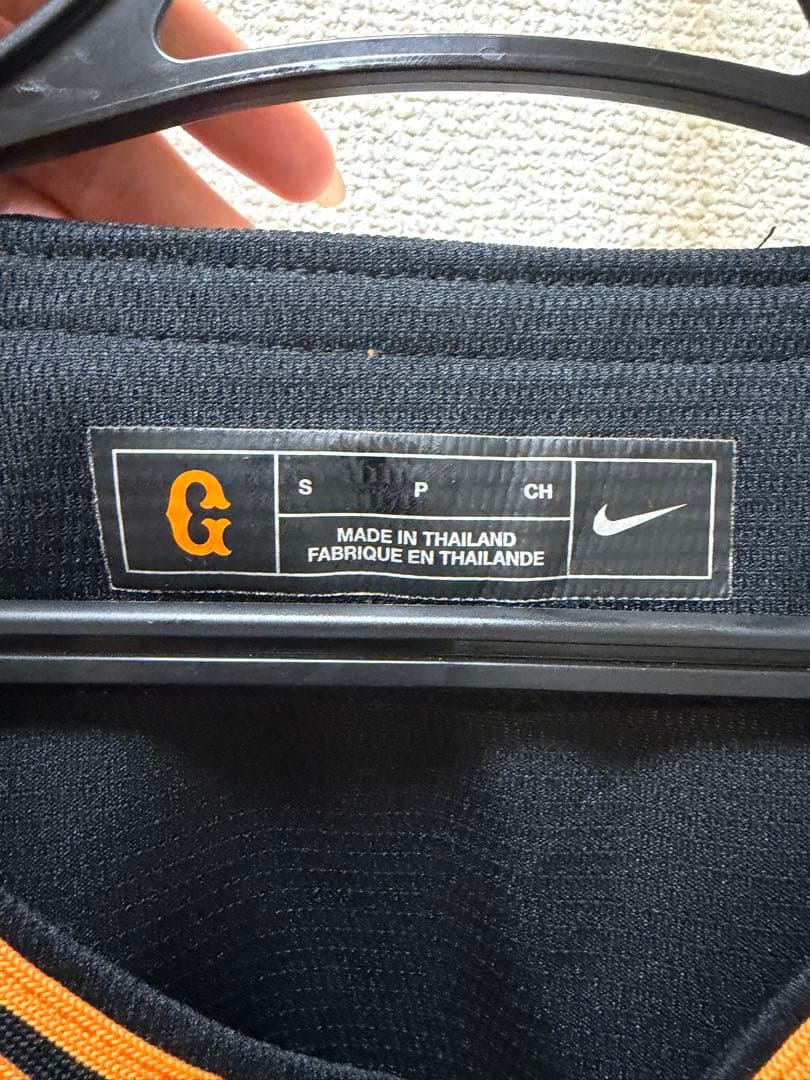 G
S P CH
MADE IN THAILAND
FABRIQUE EN THAILANDE